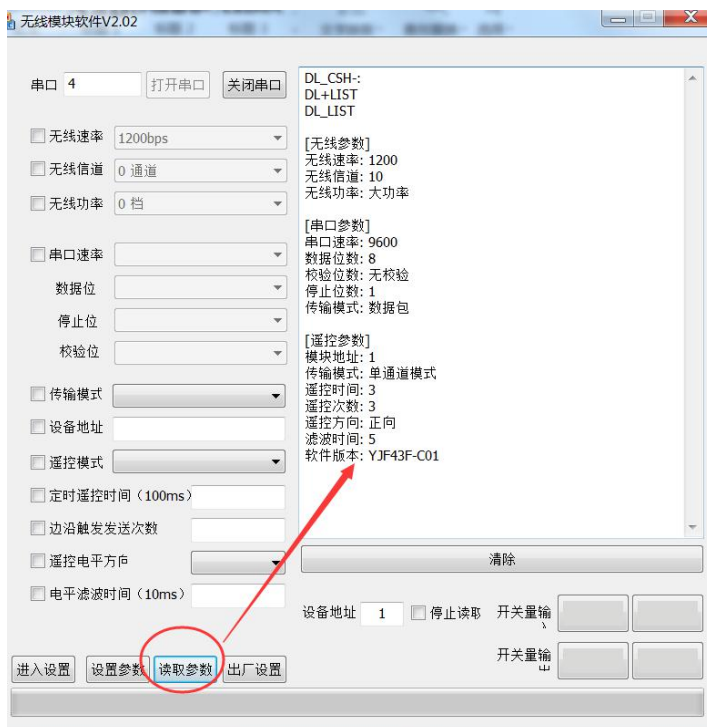 无线模块软件V2.02
串口 4 打开串口 关闭串口
无线速率 1200bps
无线信道 0 通道
无线功率 0 档
串口速率
数据位
停止位
校验位
传输模式
设备地址
遥控模式
定时遥控时间（100ms）
边沿触发发送次数
遥控电平方向
电平滤波时间（10ms）
进入设置 设置参数 读取参数 出厂设置
DL_CSH-:
DL+LIST
DL_LIST
[无线参数]
无线速率: 1200
无线信道: 10
无线功率: 大功率
[串口参数]
串口速率: 9600
数据位数: 8
校验位数: 无校验
停止位数: 1
传输模式: 数据包
[遥控参数]
模块地址: 1
传输模式: 单通道模式
遥控时间: 3
遥控次数: 3
遥控方向: 正向
滤波时间: 5
软件版本: YJF43F-C01
清除
设备地址 1 停止读取 开关量输
开关量输